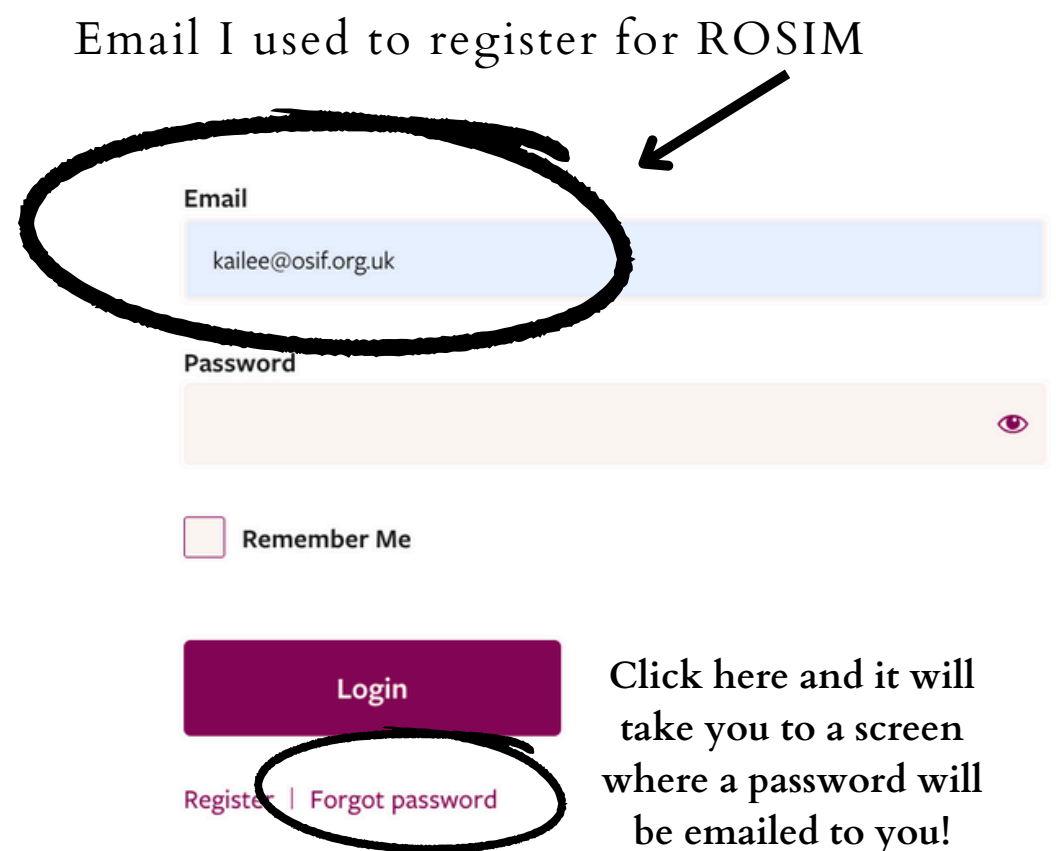 Email I used to register for ROSIM
Email
kailee@osif.org.uk
Password
Remember Me
Login
Register | Forgot password
Click here and it will
take you to a screen
where a password will
be emailed to you!